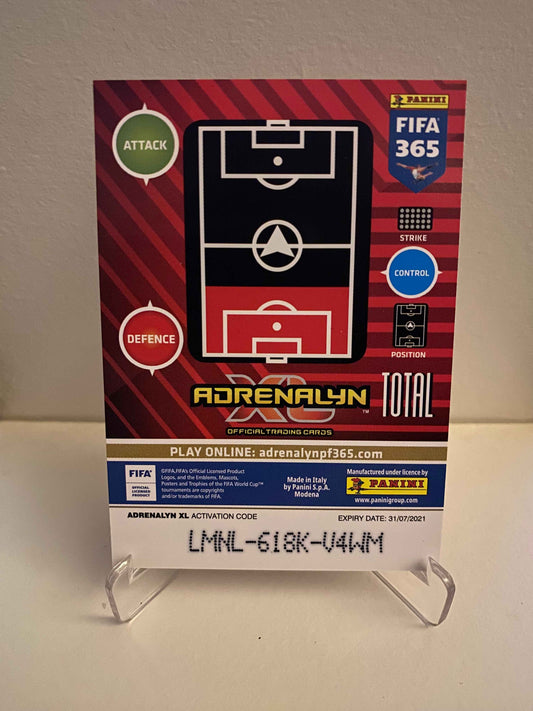 PANINI
FIFA
365
ATTACK
STRIKE
CONTROL
DEFENCE
POSITION
ADRENALYN
XL ™
OFFICIAL TRADING CARDS
TOTAL
PLAY ONLINE: adrenalynpf365.com
FIFA®
OFFICIAL
LICENSED
PRODUCT
©FIFA, FIFA's Official Licensed Product
Logos, and the Emblems, Mascots,
Posters and Trophies of the FIFA World Cup™
tournaments are copyrights
and/or trademarks of FIFA.
Made in Italy
by Panini S.p.A.
Modena
Manufactured under licence by
PANINI
www.paninigroup.com
ADRENALYN XL ACTIVATION CODE
EXPIRY DATE: 31/07/2021
LMNL-618K-V4WM